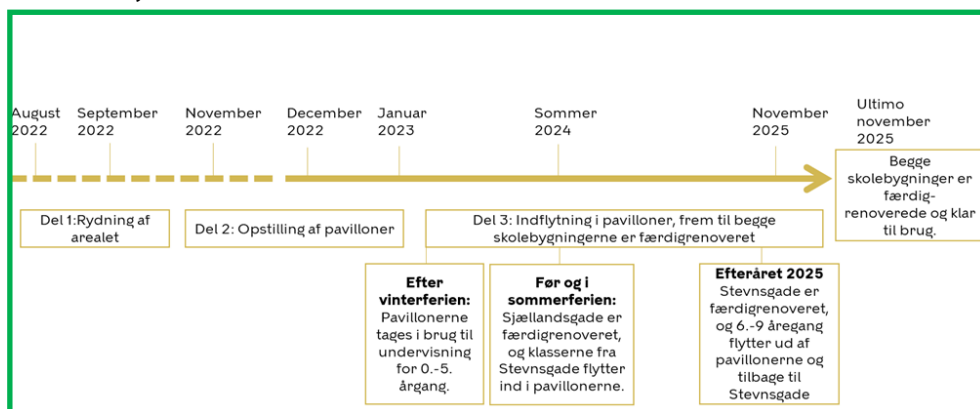 August
2022
September
2022
November
2022
December
2022
Januar
2023
Sommer
2024
November
2025
Ultimo
november
2025
Del 1:Rydning af
arealet
Del 2: Opstilling af pavilloner
Del 3: Indflytning i pavilloner, frem til begge
skolebygningerne er færdigrenoveret
Begge
skolebygninger er
færdig-
renoverede og klar
til brug.
Efter
vinterferien:
Pavillonerne
tages i brug til
undervisning
for 0.-5.
årgang.
Før og i
sommerferien:
Sjællandsgade er
færdigrenoveret,
og klasserne fra
Stevnsgade flytter
ind i pavillonerne.
Efteråret 2025
Stevnsgade er
færdigrenoveret,
og 6.-9 åregang
flytter ud af
pavillonerne og
tilbage til
Stevnsgade